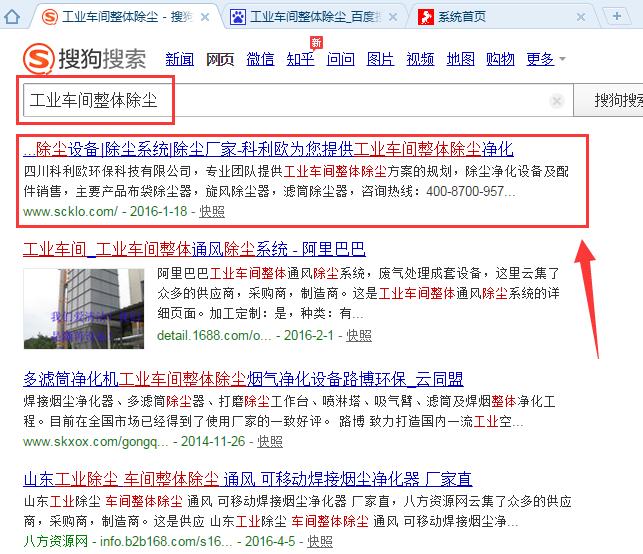 工业车间整体除尘 - 搜狗
工业车间整体除尘_百度搜
系统首页
搜狗搜索
新闻 网页 微信 知乎 问问 图片 视频 地图 购物 更多
新
工业车间整体除尘
搜狗搜索
...除尘设备|除尘系统|除尘厂家-科利欧为您提供工业车间整体除尘净化
四川科利欧环保科技有限公司，专业团队提供工业车间整体除尘方案的规划，除尘净化设备及配
件销售，主要产品布袋除尘器，旋风除尘器，滤筒除尘器，咨询热线：400-8700-957...
www.scklo.com/ - 2016-1-18 - 快照
工业车间_工业车间整体通风除尘系统 - 阿里巴巴
阿里巴巴工业车间整体通风除尘系统，废气处理成套设备，这里云集了
众多的供应商，采购商，制造商。这是工业车间整体通风除尘系统的详
细页面。加工定制：是，种类：有...
detail.1688.com/o... - 2016-2-1 - 快照
多滤筒净化机工业车间整体除尘烟气净化设备路博环保_云同盟
焊接烟尘净化器、多滤筒除尘器、打磨除尘工作台、喷淋塔、吸气臂、滤筒及焊烟整体净化工
程。目前在全国市场已经得到了使用厂家的一致好评。 路博 致力打造国内一流工业空...
www.skxox.com/gongq... - 2014-11-26 - 快照
山东工业除尘 车间整体除尘 通风 可移动焊接烟尘净化器 厂家直
山东工业除尘 车间整体除尘 通风 可移动焊接烟尘净化器 厂家直，八方资源网云集了众多的供应
商，采购商，制造商。这是供应 山东工业除尘 车间整体除尘 通风 可移动焊接烟尘净...
八方资源网 - info.b2b168.com/s16... - 2016-4-5 - 快照